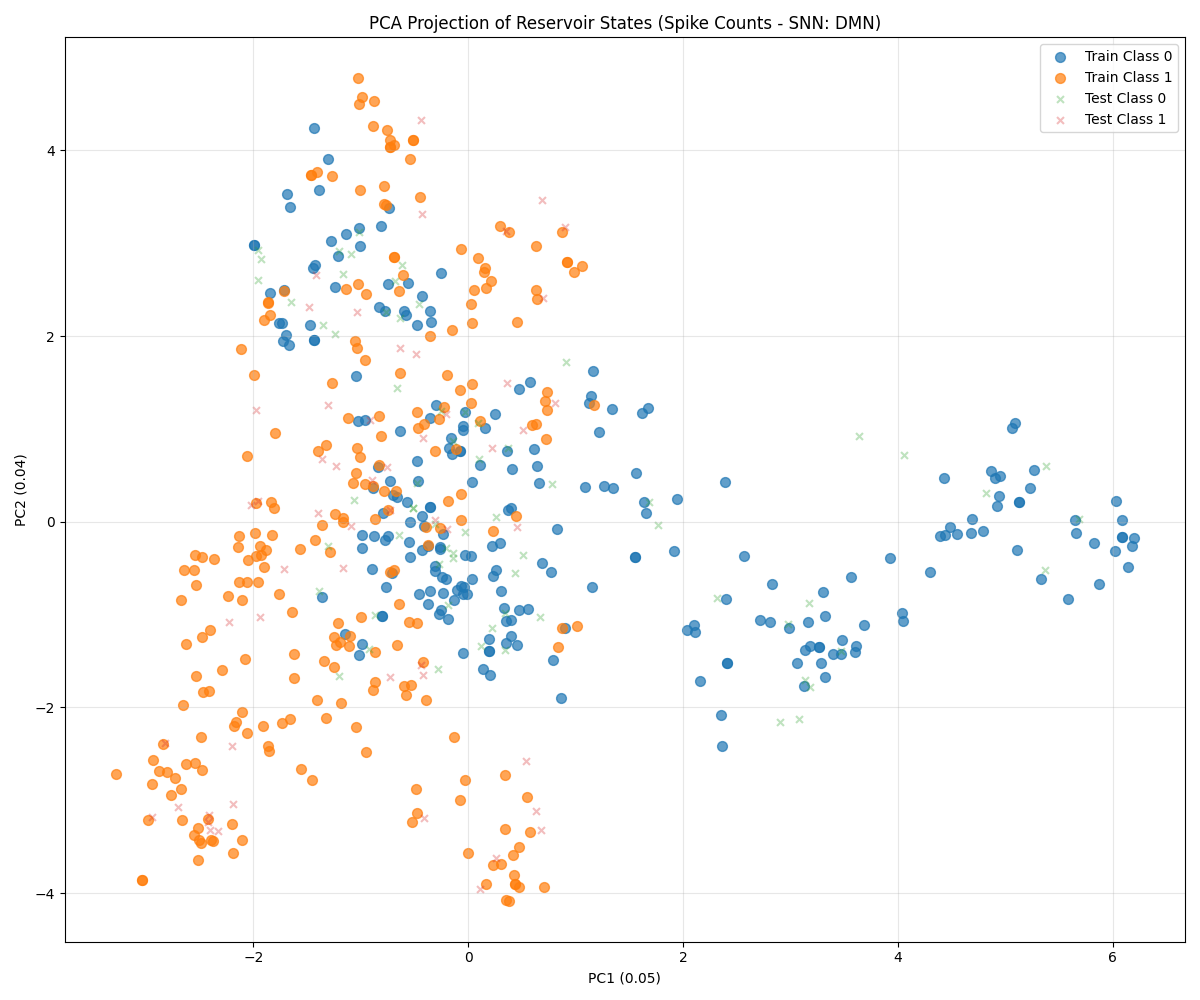 PCA Projection of Reservoir States (Spike Counts - SNN: DMN)
Train Class 0
Train Class 1
Test Class 0
Test Class 1
PC2 (0.04)
4
2
0
−2
−4
−2
0
2
4
6
PC1 (0.05)